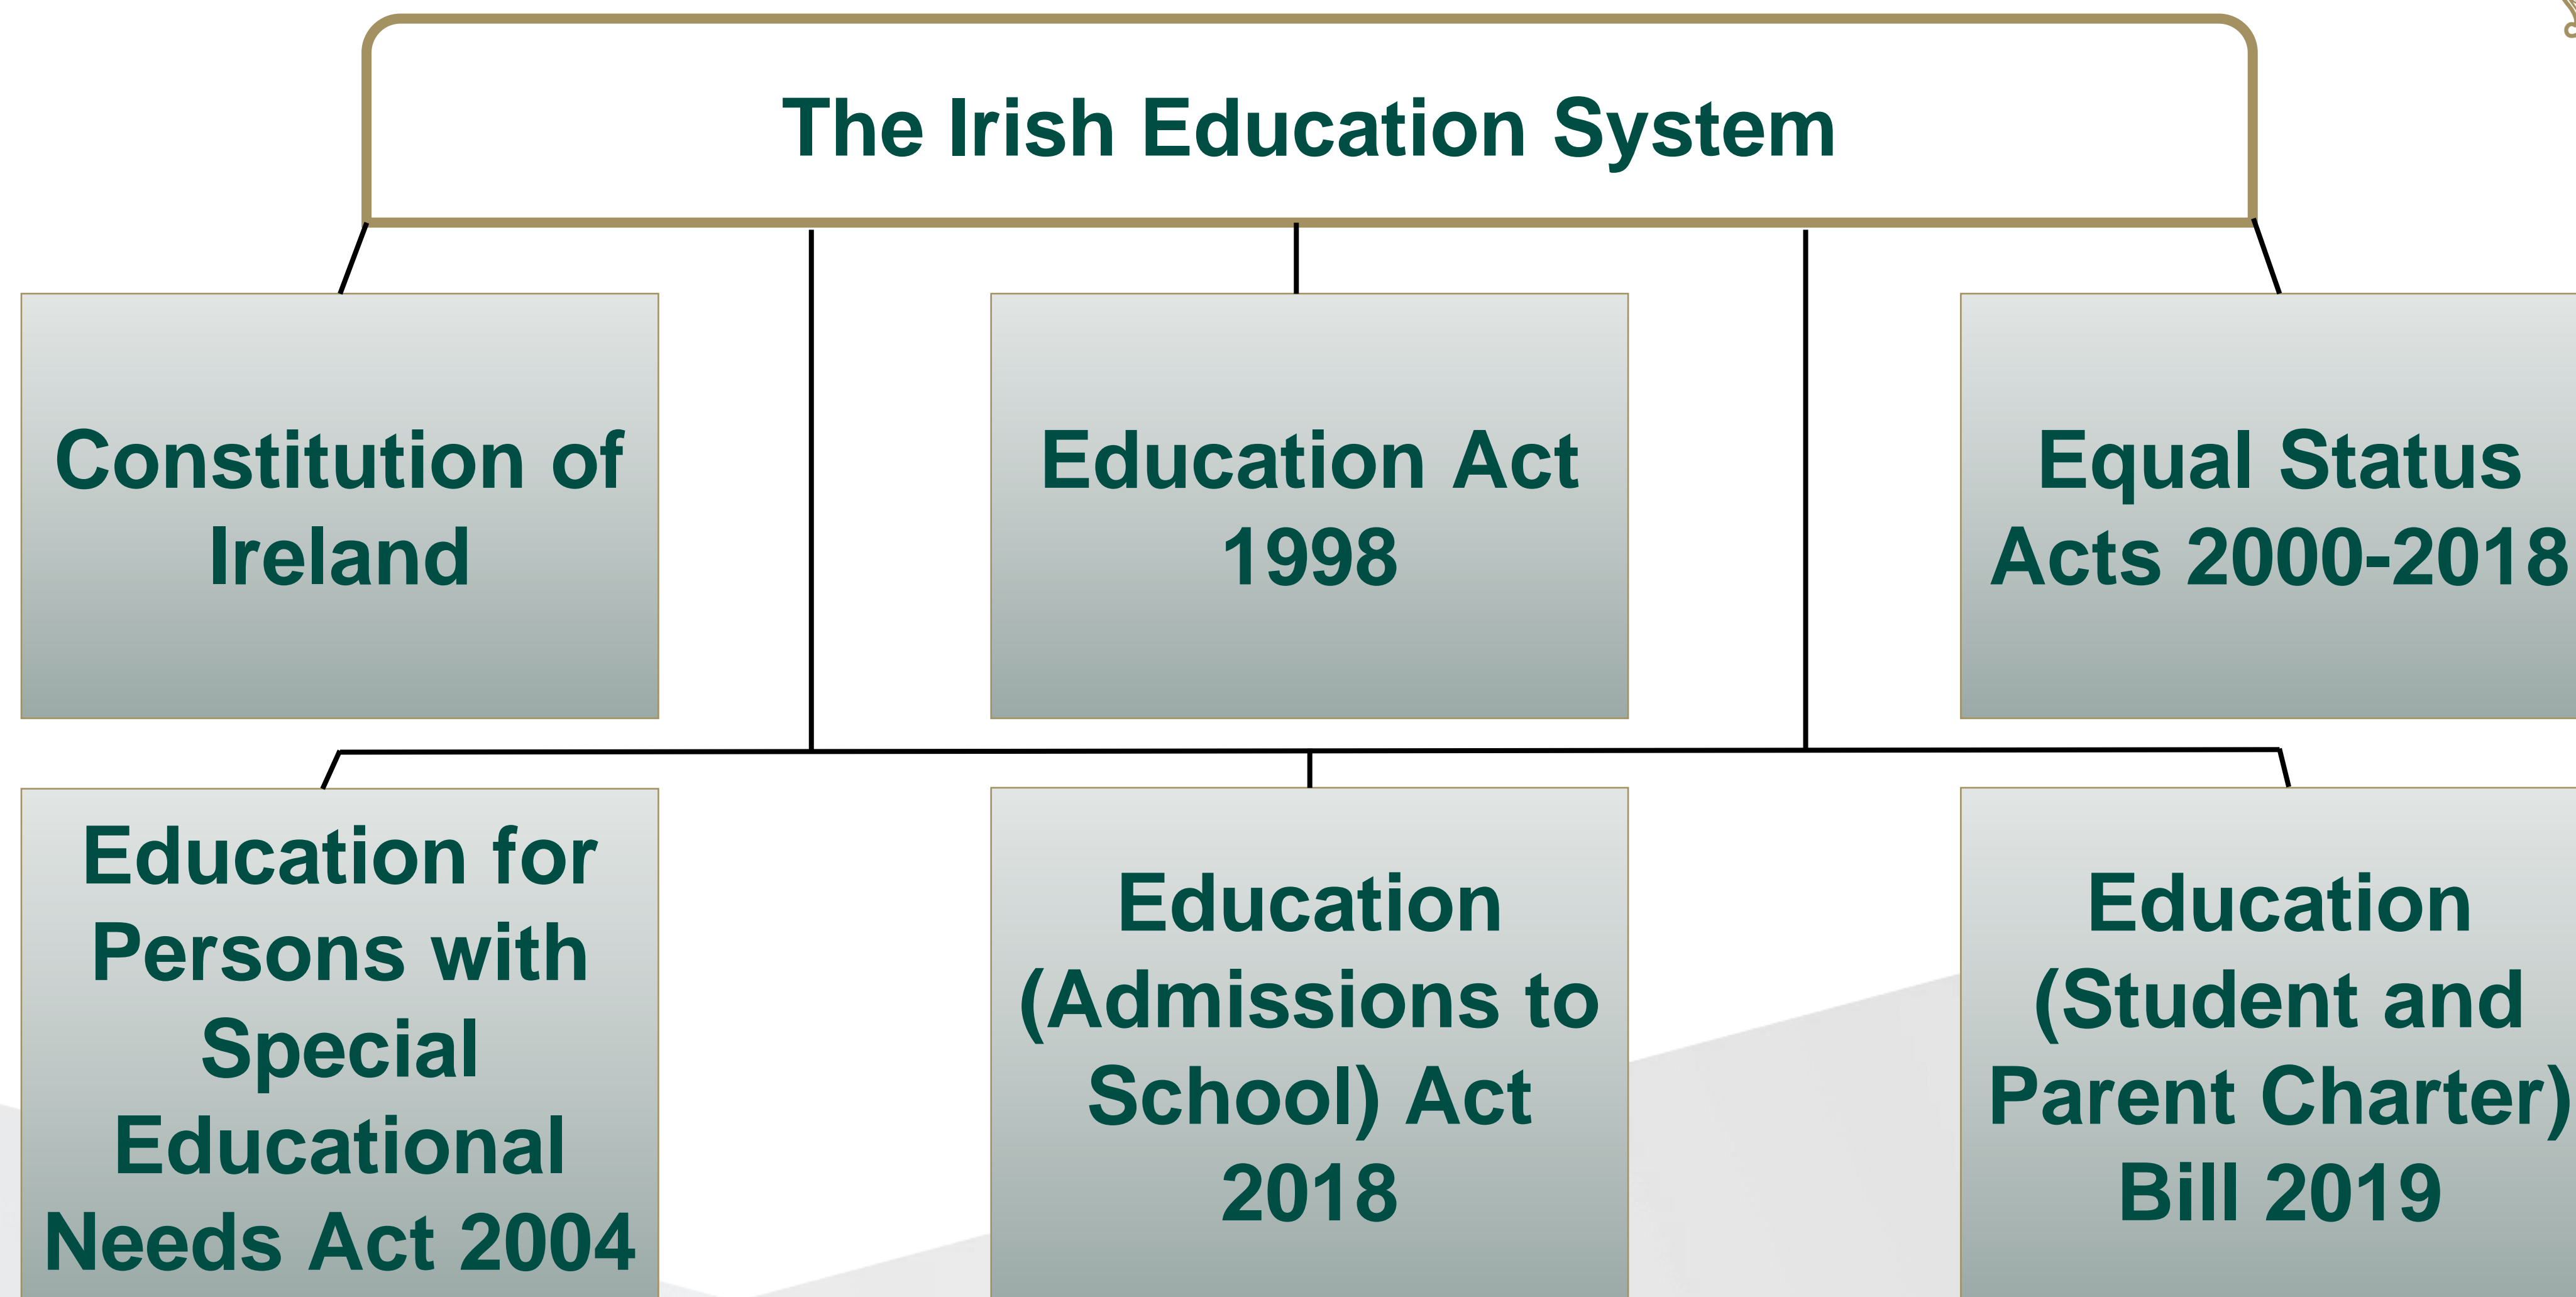 The Irish Education System
Constitution of
Ireland
Education Act
1998
Equal Status
Acts 2000-2018
Education for
Persons with
Special
Educational
Needs Act 2004
Education
(Admissions to
School) Act
2018
Education
(Student and
Parent Charter)
Bill 2019